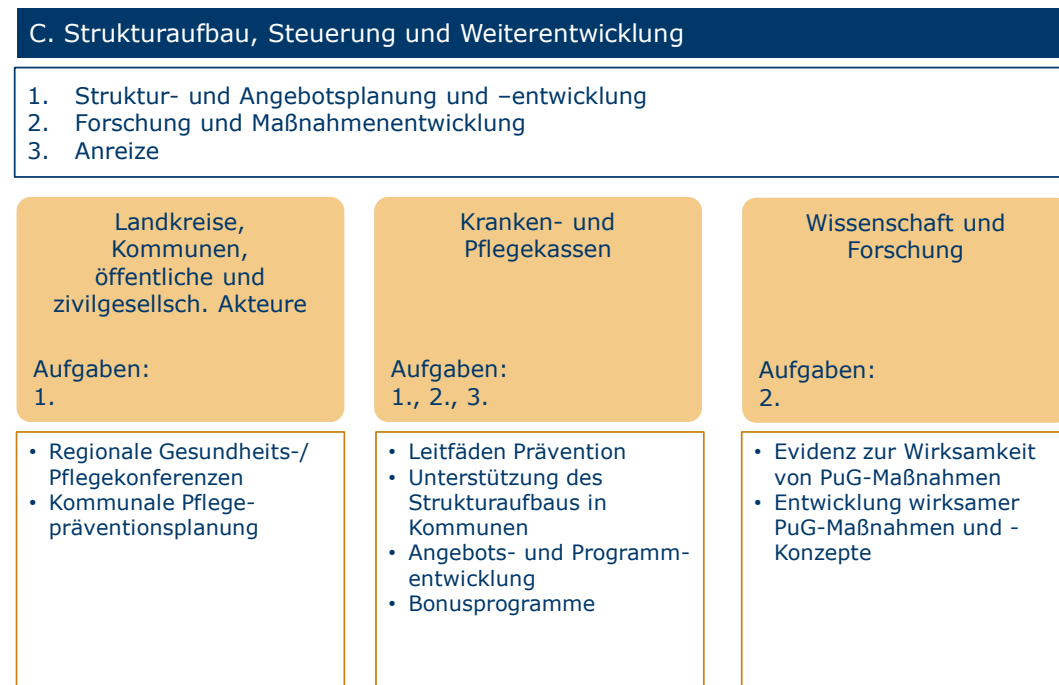 C. Strukturaufbau, Steuerung und Weiterentwicklung
1. Struktur- und Angebotsplanung und –entwicklung
2. Forschung und Maßnahmenentwicklung
3. Anreize
Landkreise,
Kommunen,
öffentliche und
zivilgesellsch. Akteure
Aufgaben:
1.
Kranken- und
Pflegekassen
Aufgaben:
1., 2., 3.
Wissenschaft und
Forschung
Aufgaben:
2.
• Regionale Gesundheits-/
Pflegekonferenzen
• Kommunale Pflege-
präventionsplanung
• Leitfäden Prävention
• Unterstützung des
Strukturaufbaus in
Kommunen
• Angebots- und Programm-
entwicklung
• Bonusprogramme
• Evidenz zur Wirksamkeit
von PuG-Maßnahmen
• Entwicklung wirksamer
PuG-Maßnahmen und -
Konzepte